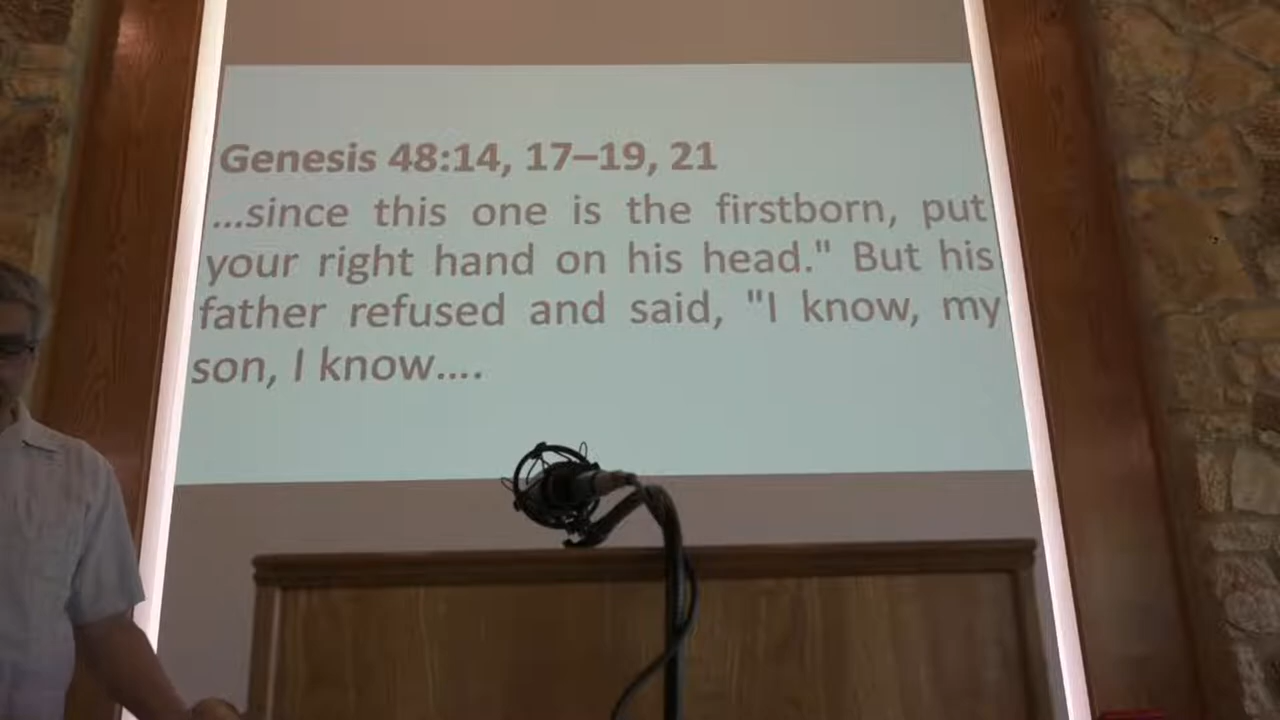 Genesis 48:14, 17–19, 21
...since this one is the firstborn, put
your right hand on his head." But his
father refused and said, "I know, my
son, I know....